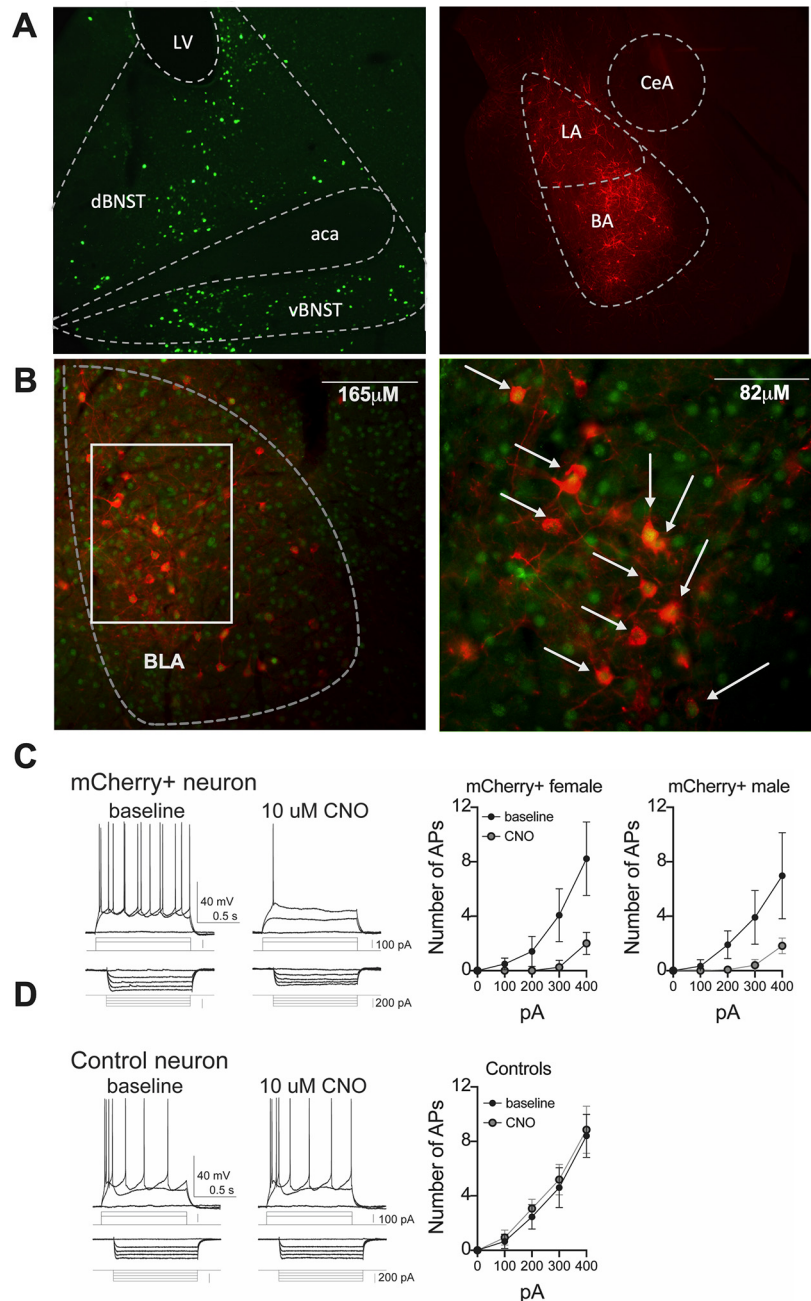 A
LV
dBNST
aca
vBNST
CeA
LA
BA
B
165μM
BLA
82μM
C
mCherry+ neuron
baseline
10 uM CNO
40 mV
0.5 s
100 pA
200 pA
mCherry+ female
Number of APs
12
8
4
0
baseline
CNO
0 100 200 300 400
pA
mCherry+ male
Number of APs
12
8
4
0
0 100 200 300 400
pA
D
Control neuron
baseline
10 uM CNO
40 mV
0.5 s
100 pA
200 pA
Controls
Number of APs
12
8
4
0
baseline
CNO
0 100 200 300 400
pA